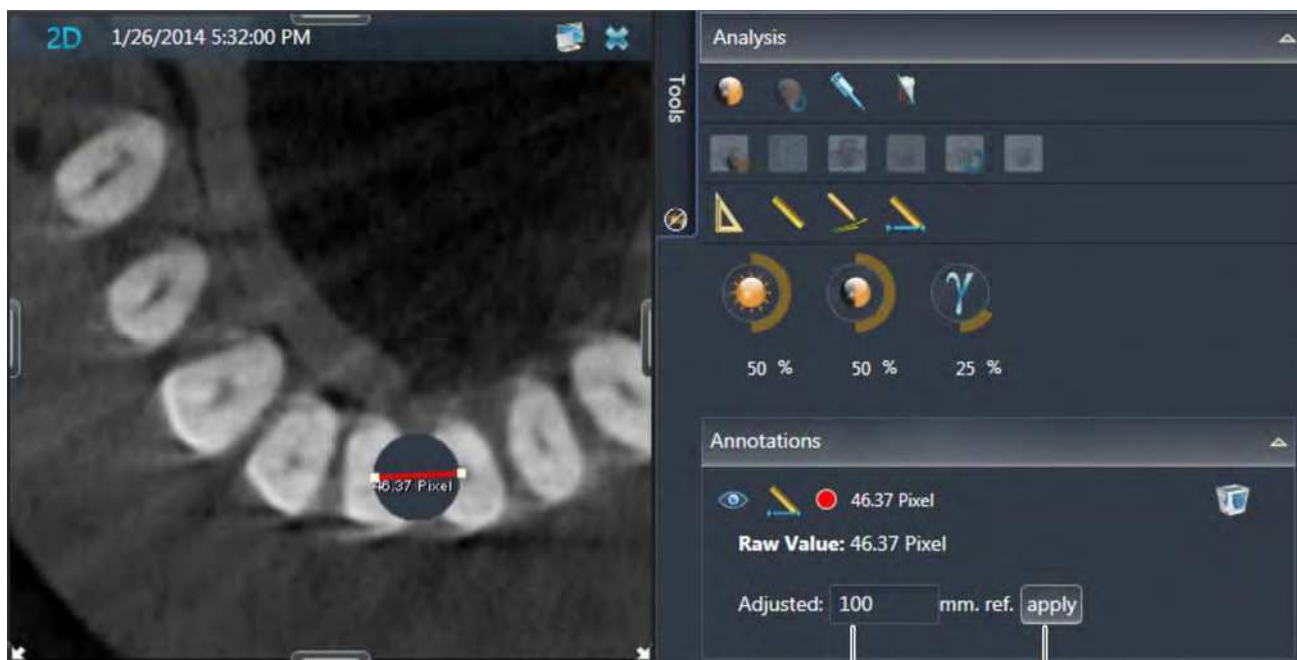 2D 1/26/2014 5:32:00 PM
46.37 Pixel
Tools
Analysis
50 % 50 % 25 %
Annotations
46.37 Pixel
Raw Value: 46.37 Pixel
Adjusted: 100 mm. ref. apply